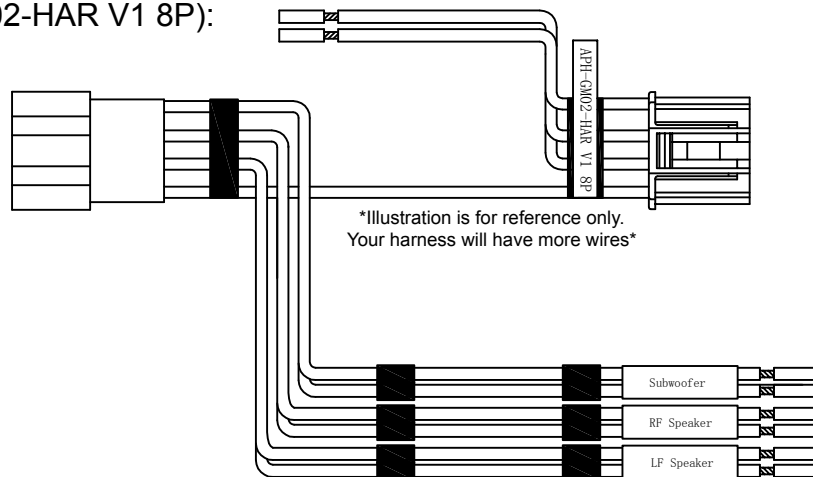 02-HAR V1 8P):
APH-GM02-HAR V1 8P
*Illustration is for reference only.
Your harness will have more wires*
Subwoofer
RF Speaker
LF Speaker